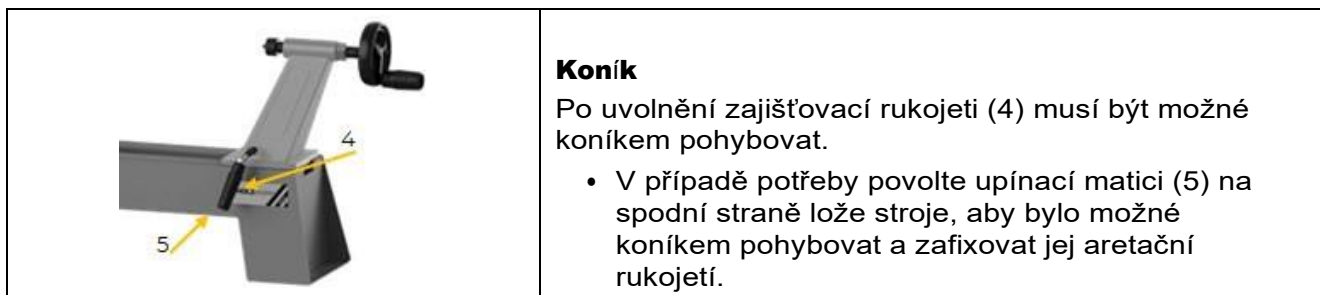 4
5
Koník
Po uvolnění zajišťovací rukojeti (4) musí být možné
koníkem pohybovat.
• V případě potřeby povolte upínací matici (5) na
spodní straně lože stroje, aby bylo možné
koníkem pohybovat a zafixovat jej aretační
rukojetí.